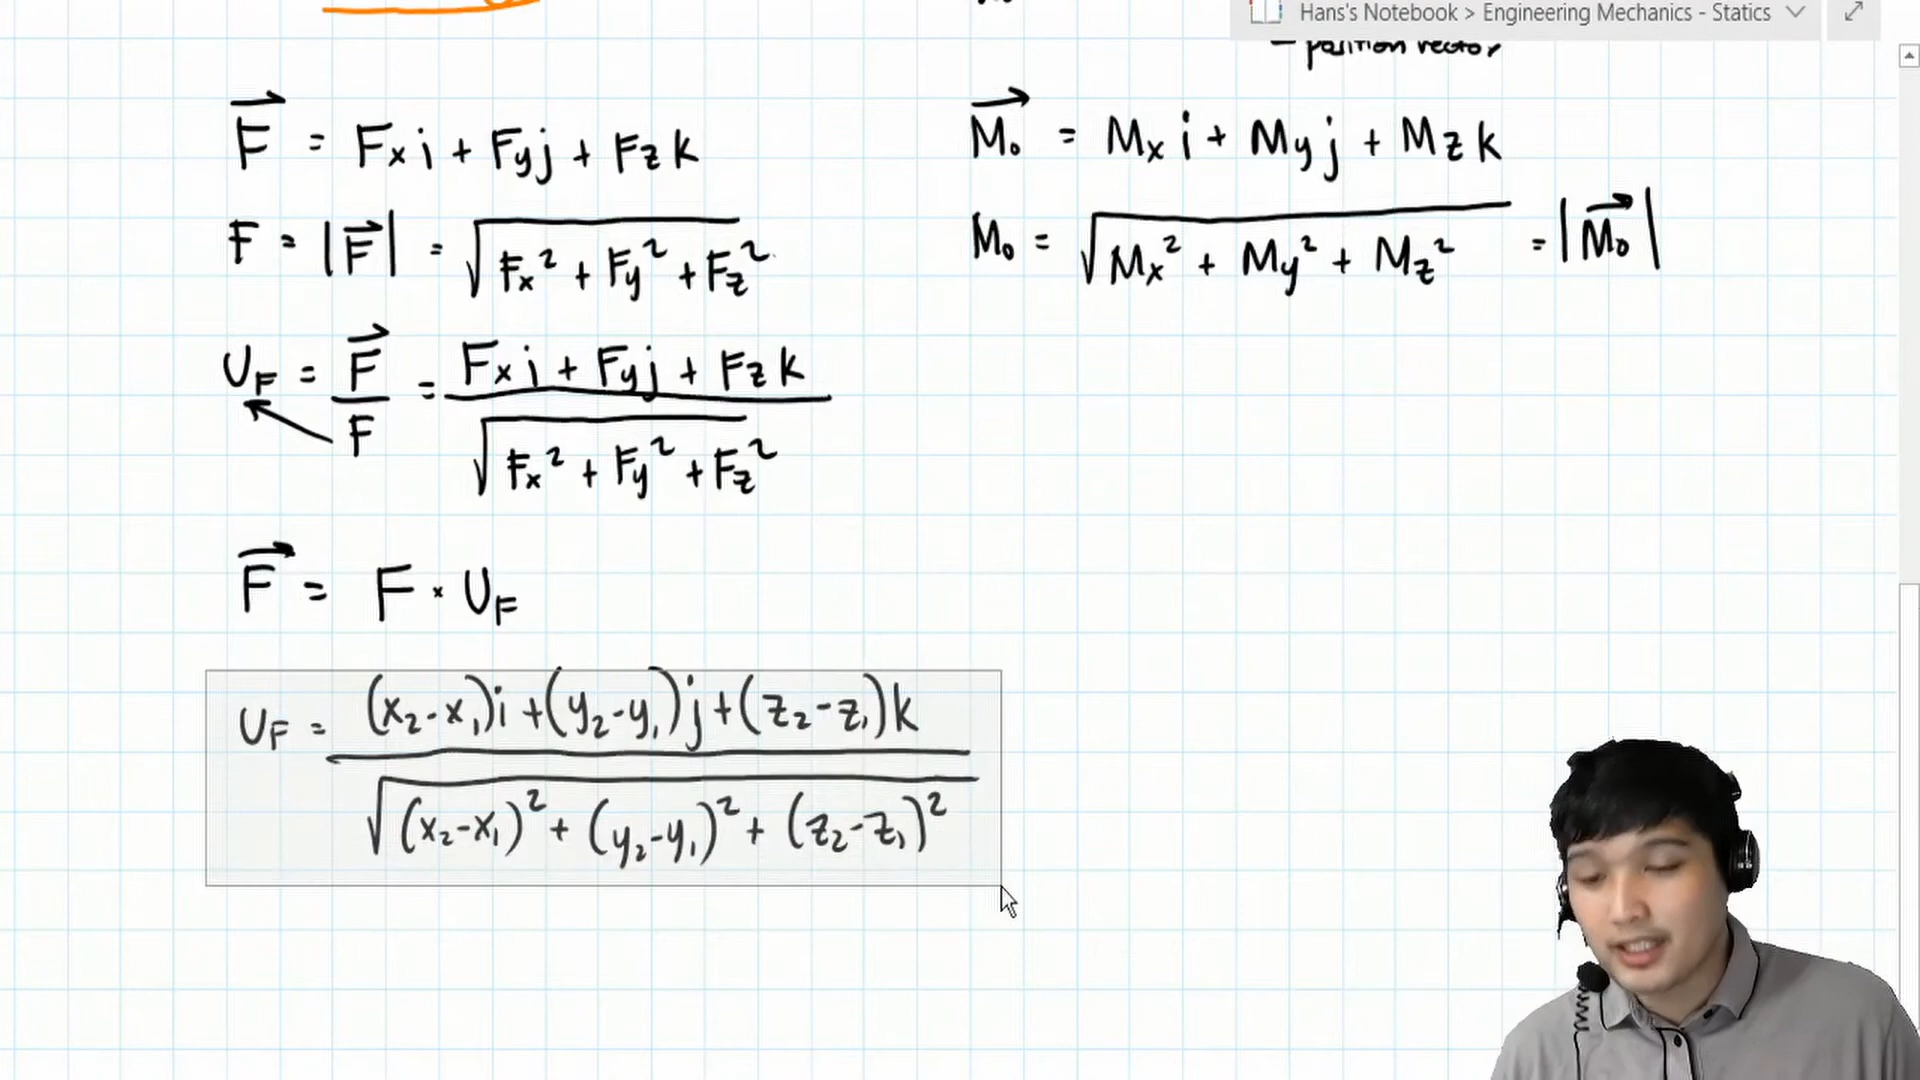 Hans's Notebook > Engineering Mechanics - Statics
- position vector
F⃗ = Fx i + Fy j + Fz k
F = |F⃗| = √(Fx² + Fy² + Fz²)
UF = F⃗/F = (Fx i + Fy j + Fz k)/√(Fx² + Fy² + Fz²)
F⃗ = F · UF
UF = ((x₂-x₁)i + (y₂-y₁)j + (z₂-z₁)k)/√((x₂-x₁)² + (y₂-y₁)² + (z₂-z₁)²)
M⃗o = Mx i + My j + Mz k
Mo = √(Mx² + My² + Mz²) = |M⃗o|